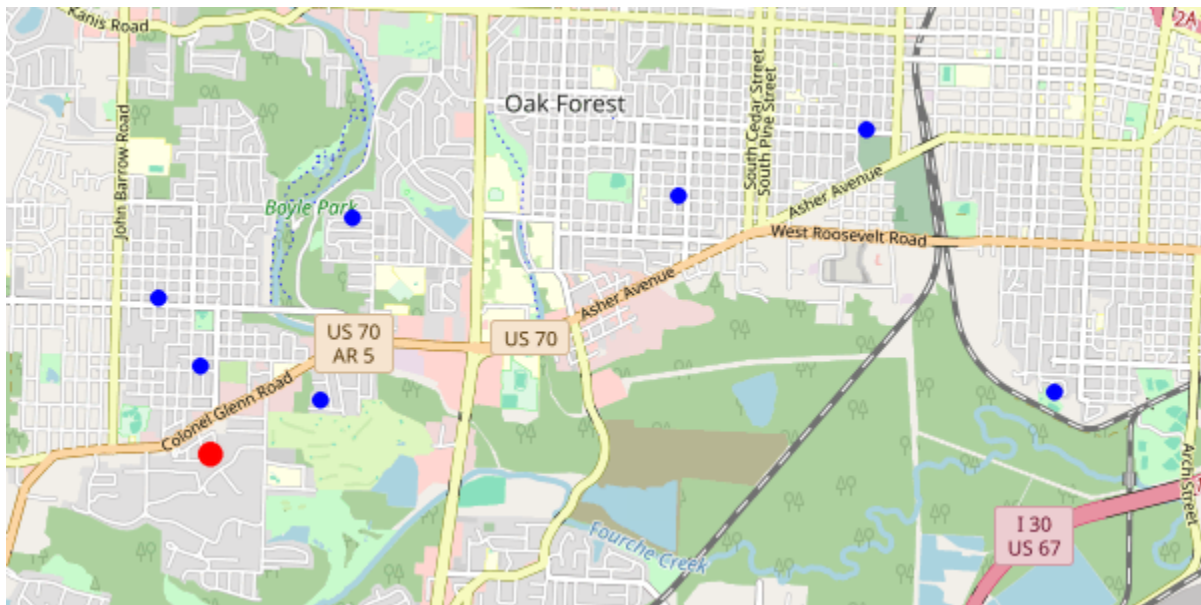 Kanis Road
2A
Oak Forest
John Barrow Road
South Cedar Street
South Pine Street
Boyle Park
Asher Avenue
West Roosevelt Road
Asher Avenue
US 70
AR 5
US 70
Colonel Glenn Road
Arch Street
I 30
US 67
Fourche Creek